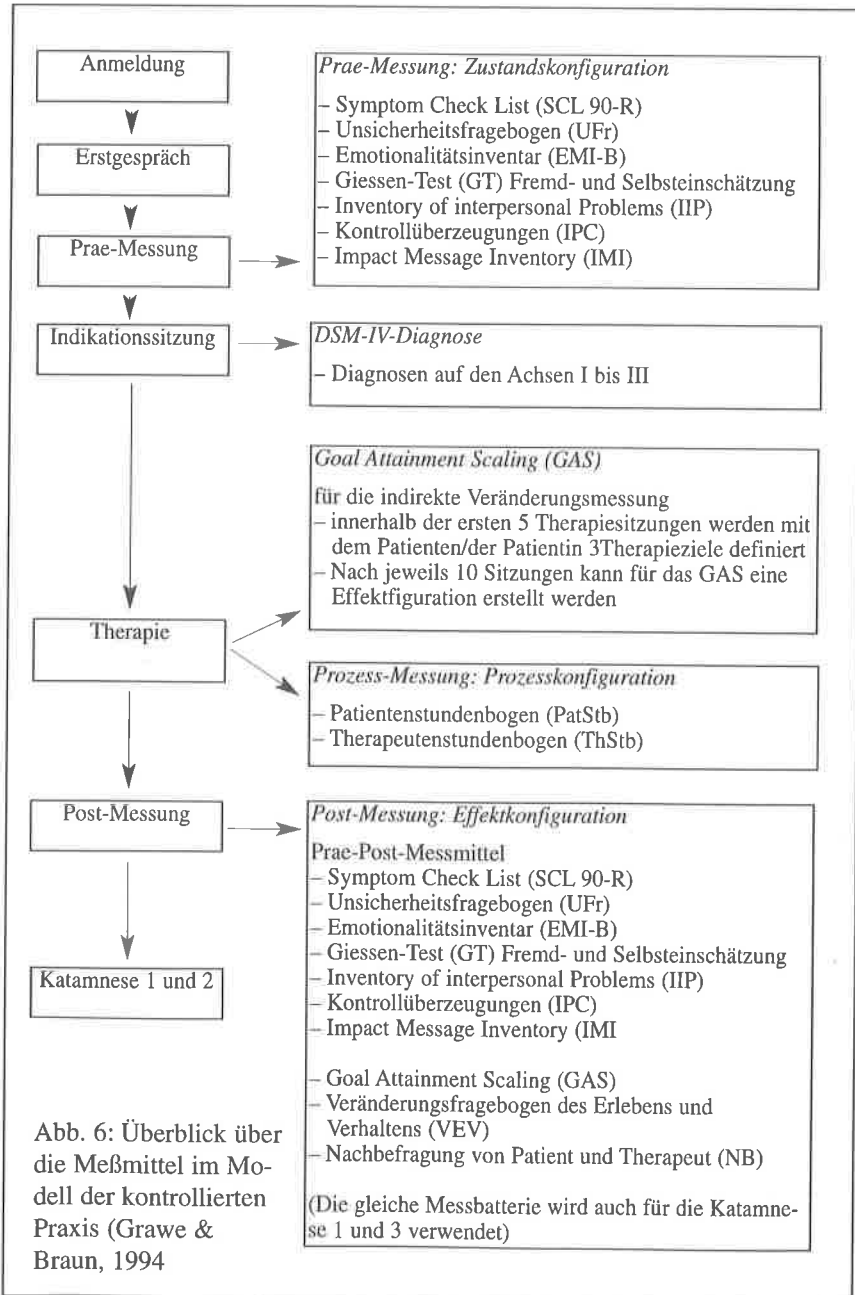 Anmeldung
Erstgespräch
Prae-Messung
Indikationssitzung
Therapie
Post-Messung
Katamnese 1 und 2
Prae-Messung: Zustandskonfiguration
– Symptom Check List (SCL 90-R)
– Unsicherheitsfragebogen (UFr)
– Emotionalitätsinventar (EMI-B)
– Giessen-Test (GT) Fremd- und Selbsteinschätzung
– Inventory of interpersonal Problems (IIP)
– Kontrollüberzeugungen (IPC)
– Impact Message Inventory (IMI)
DSM-IV-Diagnose
– Diagnosen auf den Achsen I bis III
Goal Attainment Scaling (GAS)
für die indirekte Veränderungsmessung
– innerhalb der ersten 5 Therapiesitzungen werden mit
dem Patienten/der Patientin 3Therapieziele definiert
– Nach jeweils 10 Sitzungen kann für das GAS eine
Effektfiguration erstellt werden
Prozess-Messung: Prozesskonfiguration
– Patientenstundenbogen (PatStb)
– Therapeutenstundenbogen (ThStb)
Post-Messung: Effektkonfiguration
Prae-Post-Messmittel
– Symptom Check List (SCL 90-R)
– Unsicherheitsfragebogen (UFr)
– Emotionalitätsinventar (EMI-B)
– Giessen-Test (GT) Fremd- und Selbsteinschätzung
– Inventory of interpersonal Problems (IIP)
– Kontrollüberzeugungen (IPC)
– Impact Message Inventory (IMI
– Goal Attainment Scaling (GAS)
– Veränderungsfragebogen des Erlebens und
Verhaltens (VEV)
– Nachbefragung von Patient und Therapeut (NB)
(Die gleiche Messbatterie wird auch für die Katamne-
se 1 und 3 verwendet)
Abb. 6: Überblick über
die Meßmittel im Mo-
dell der kontrollierten
Praxis (Grawe &
Braun, 1994